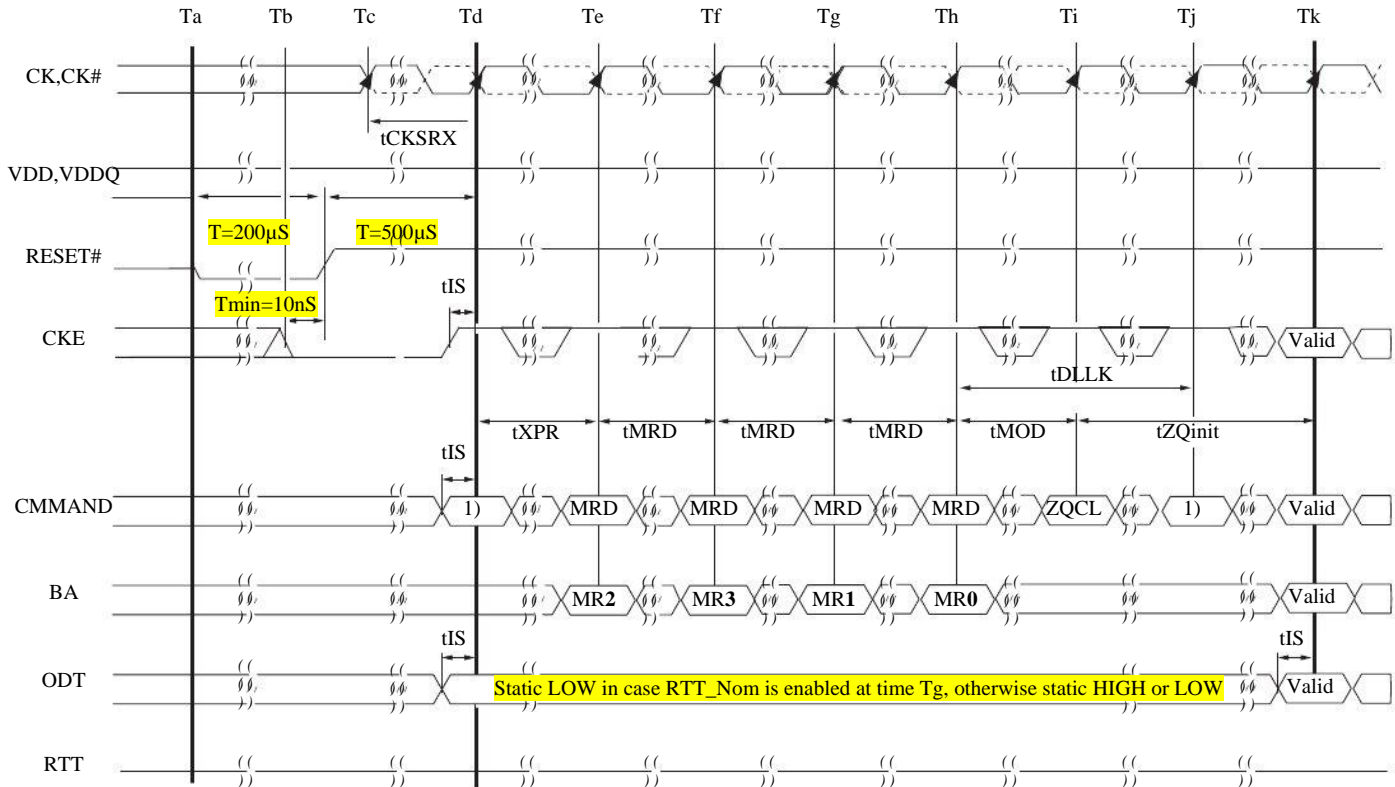 Ta Tb Tc Td Te Tf Tg Th Ti Tj Tk
CK,CK#
tCKSRX
VDD,VDDQ
T=200µS T=500µS
RESET#
Tmin=10nS tIS
CKE Valid
tDLLK
tXPR tMRD tMRD tMRD tMOD tZQinit
tIS
CMMAND 1) MRD MRD MRD MRD ZQCL 1) Valid
BA MR2 MR3 MR1 MR0 Valid
tIS tIS
ODT Static LOW in case RTT_Nom is enabled at time Tg, otherwise static HIGH or LOW Valid
RTT